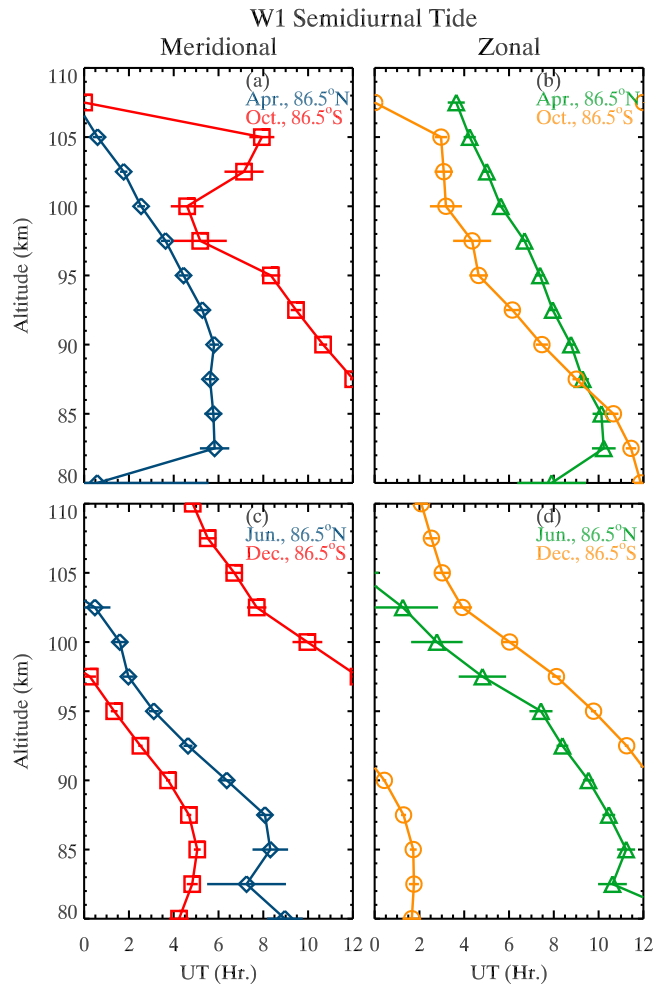 W1 Semidiurnal Tide
Meridional
Zonal
110
105
100
95
90
85
80
Altitude (km)
(a)
Apr., 86.5°N
Oct., 86.5°S
(b)
Apr., 86.5°N
Oct., 86.5°S
110
105
100
95
90
85
80
Altitude (km)
(c)
Jun., 86.5°N
Dec., 86.5°S
(d)
Jun., 86.5°N
Dec., 86.5°S
0 2 4 6 8 10 12
2 4 6 8 10 12
UT (Hr.)
UT (Hr.)